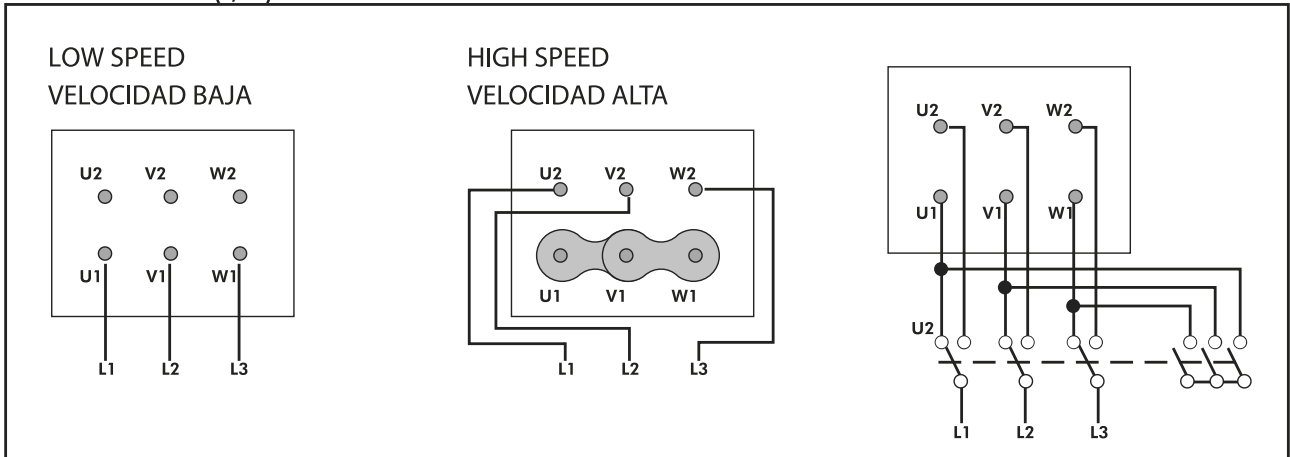 LOW SPEED
VELOCIDAD BAJA
U2 V2 W2
U1 V1 W1
L1 L2 L3
HIGH SPEED
VELOCIDAD ALTA
U2 V2 W2
U1 V1 W1
L1 L2 L3
U2 V2 W2
U1 V1 W1
U2
L1 L2 L3